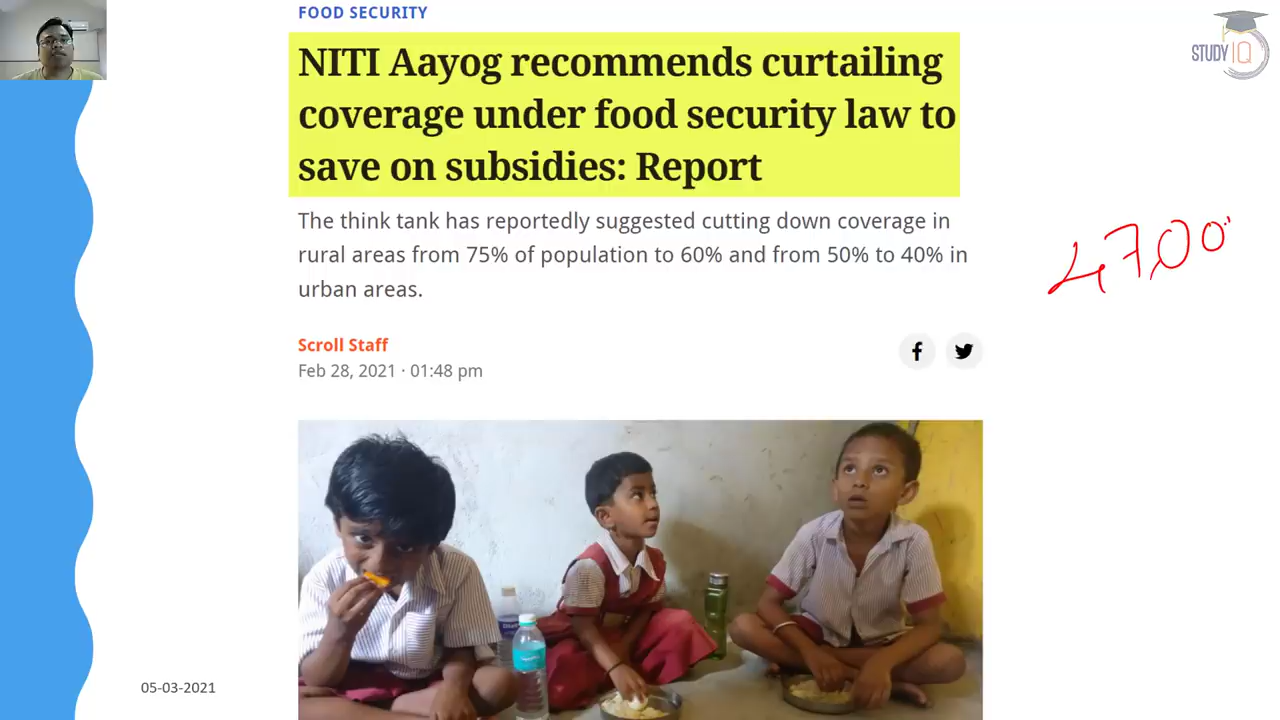 FOOD SECURITY
NITI Aayog recommends curtailing
coverage under food security law to
save on subsidies: Report
The think tank has reportedly suggested cutting down coverage in
rural areas from 75% of population to 60% and from 50% to 40% in
urban areas.
Scroll Staff
Feb 28, 2021 · 01:48 pm
STUDY IQ
05-03-2021